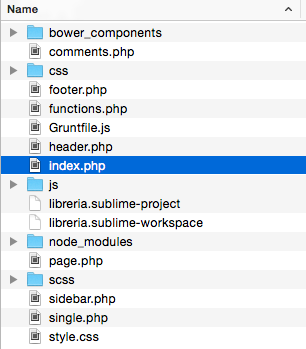 Name
bower_components
comments.php
css
footer.php
functions.php
Gruntfile.js
header.php
index.php
js
libreria.sublime-project
libreria.sublime-workspace
node_modules
page.php
scss
sidebar.php
single.php
style.css